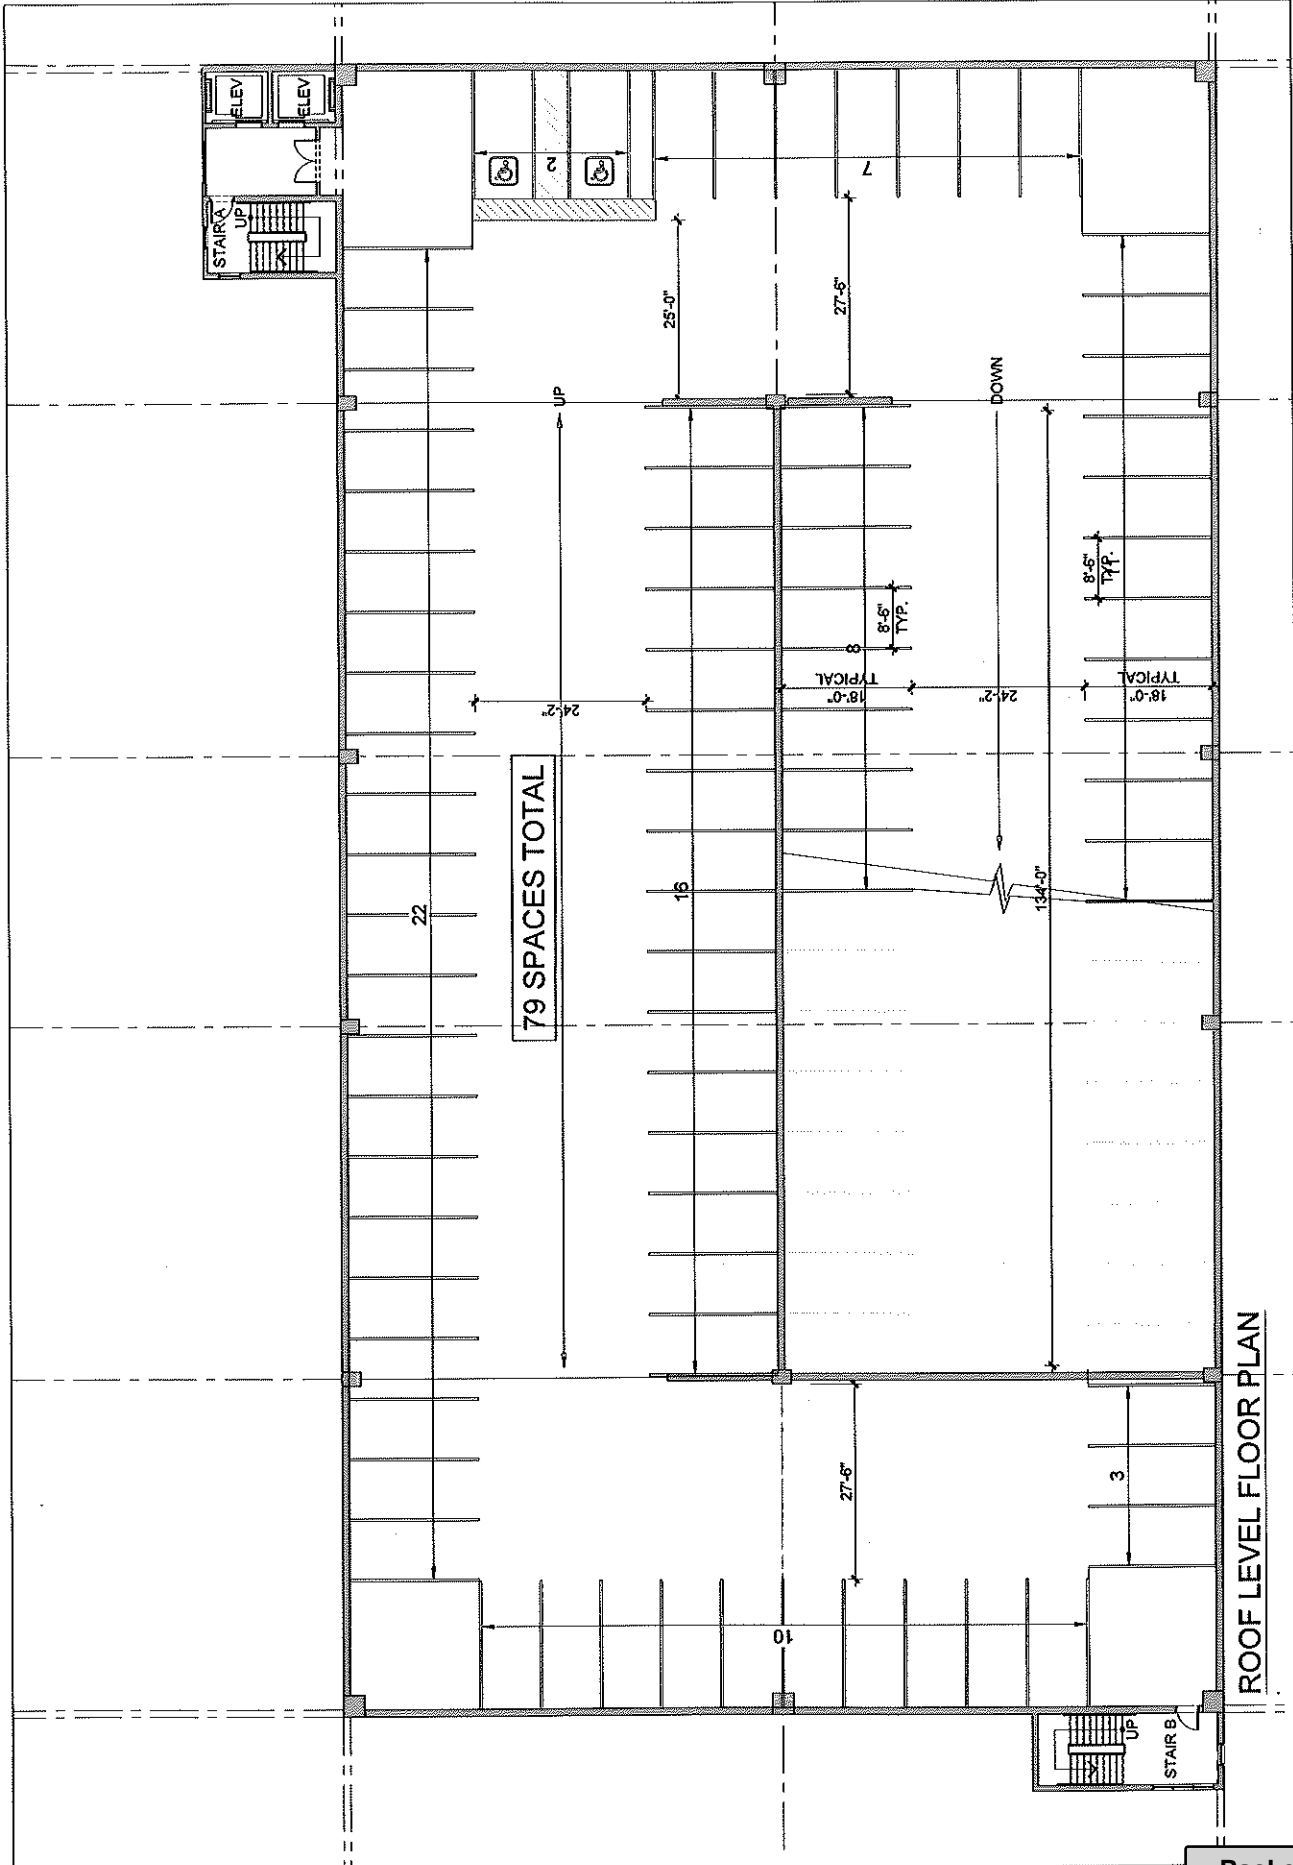 ELEV
ELEV
STAIR A
UP
2
7
25'-0"
27'-6"
UP
DOWN
8'-6"
TYP.
8'-6"
TYP.
8
18'-0"
TYPICAL
24'-2"
24'-2"
18'-0"
TYPICAL
79 SPACES TOTAL
22
16
134'-0"
27'-6"
3
10
UP
STAIR B
ROOF LEVEL FLOOR PLAN